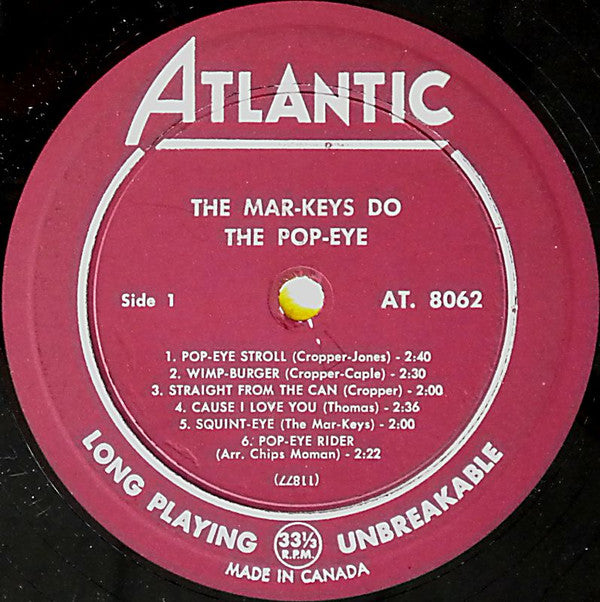 ATLANTIC
THE MAR-KEYS DO
THE POP-EYE
Side 1
AT. 8062
1. POP-EYE STROLL (Cropper-Jones) - 2:40
2. WIMP-BURGER (Cropper-Caple) - 2:30
3. STRAIGHT FROM THE CAN (Cropper) - 2:00
4. CAUSE I LOVE YOU (Thomas) - 2:36
5. SQUINT-EYE (The Mar-Keys) - 2:00
6. POP-EYE RIDER
(Arr. Chips Moman) - 2:22
(11877)
LONG PLAYING 33⅓ R.P.M. UNBREAKABLE
MADE IN CANADA